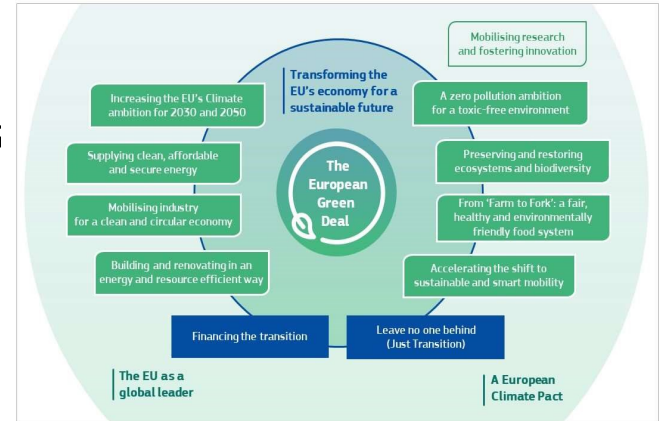 Mobilising research
and fostering innovation
Transforming the
EU's economy for a
sustainable future
Increasing the EU's Climate
ambition for 2030 and 2050
A zero pollution ambition
for a toxic-free environment
Supplying clean, affordable
and secure energy
Preserving and restoring
ecosystems and biodiversity
The
European
Green
Deal
Mobilising industry
for a clean and circular economy
From 'Farm to Fork': a fair,
healthy and environmentally
friendly food system
Building and renovating in an
energy and resource efficient way
Accelerating the shift to
sustainable and smart mobility
Financing the transition
Leave no one behind
(Just Transition)
The EU as a
global leader
A European
Climate Pact